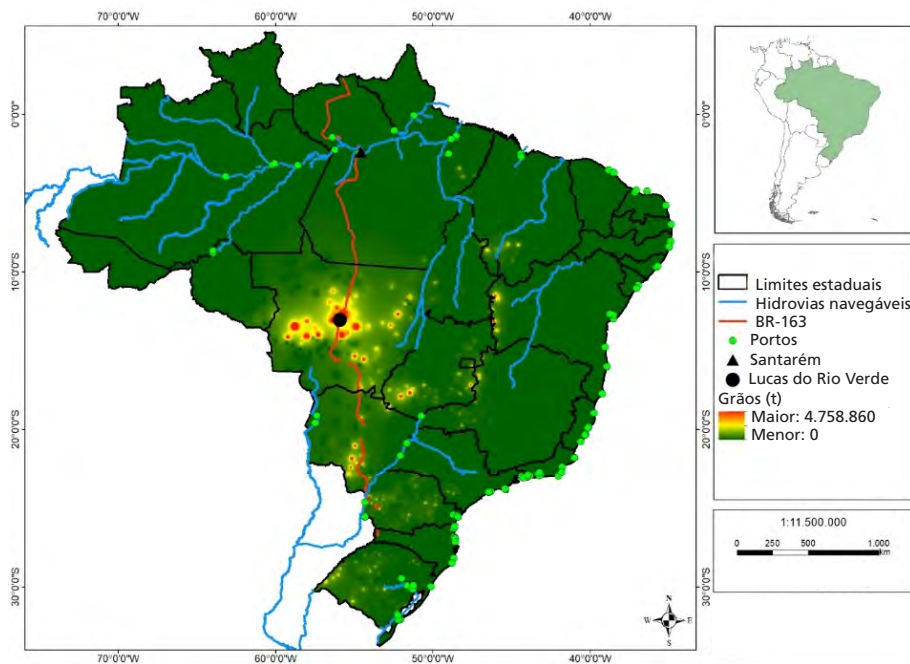 70°0'0"W 60°0'0"W 50°0'0"W 40°0'0"W
0°0'0"
10°0'0"S
20°0'0"S
30°0'0"S
0°0'0"
10°0'0"S
20°0'0"S
30°0'0"S
N
W E
S
70°0'0"W 60°0'0"W 50°0'0"W 40°0'0"W
Limites estaduais
Hidrovias navegáveis
BR-163
Portos
Santarém
Lucas do Rio Verde
Grãos (t)
Maior: 4.758.860
Menor: 0
1:11.500.000
0 250 500 1.000
km